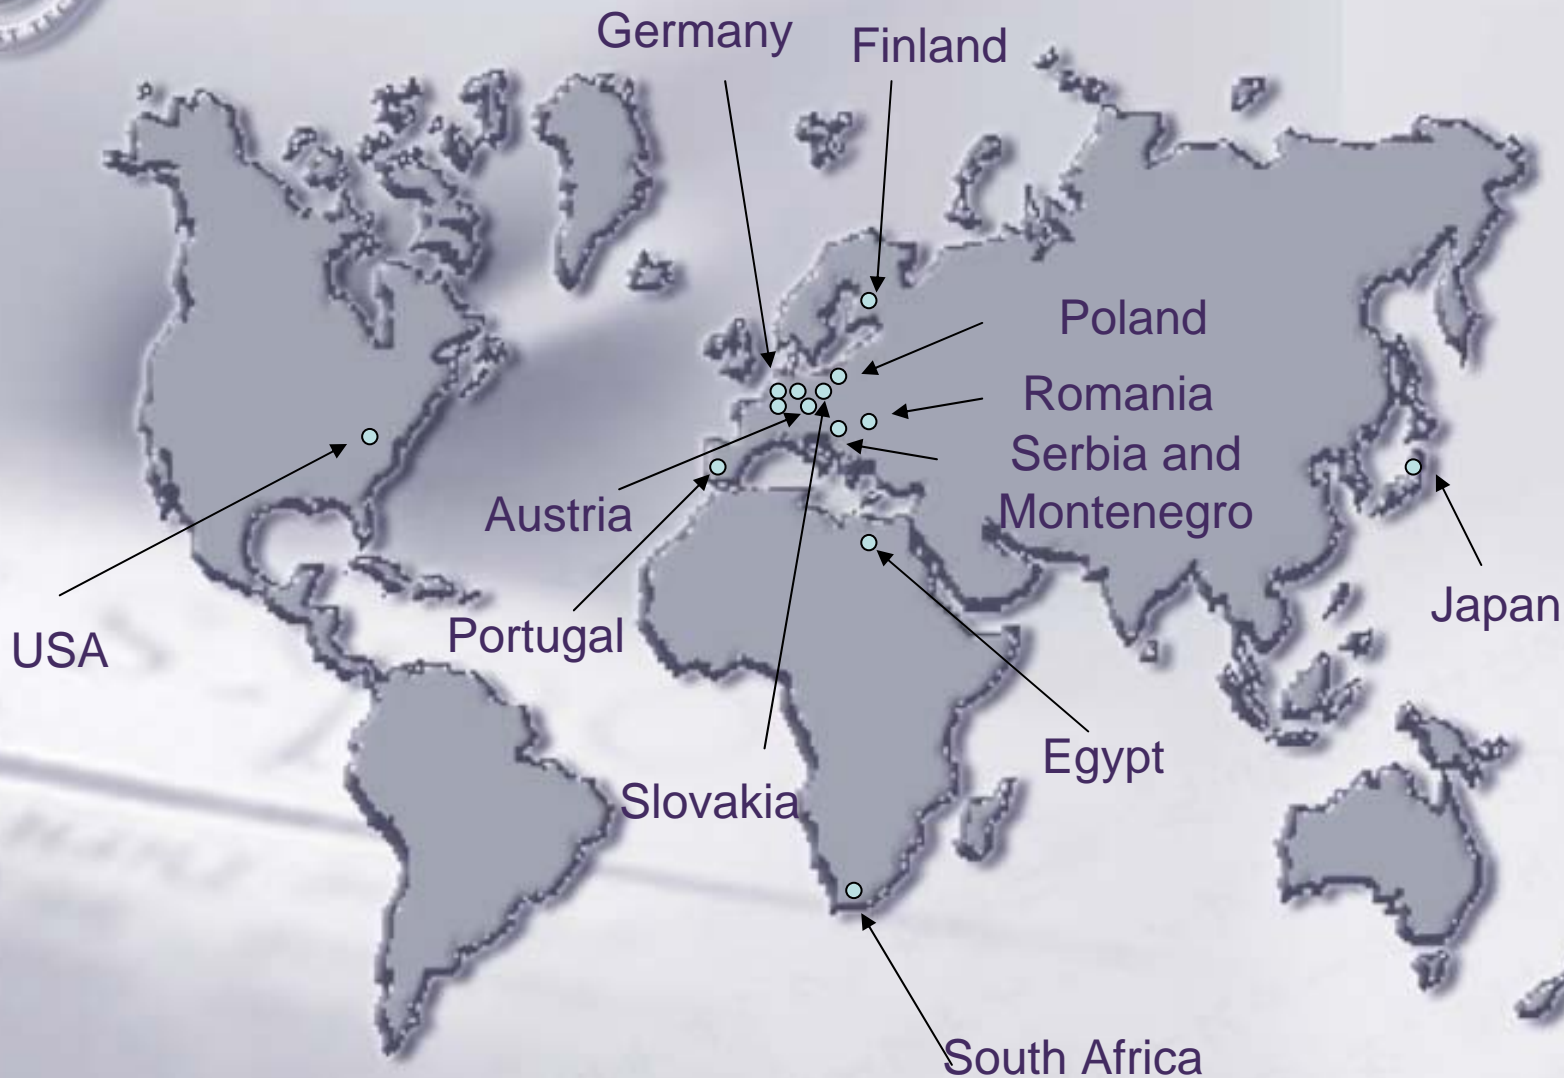 Germany
Finland
Poland
Romania
Serbia and
Montenegro
Austria
Portugal
USA
Japan
Egypt
Slovakia
South Africa